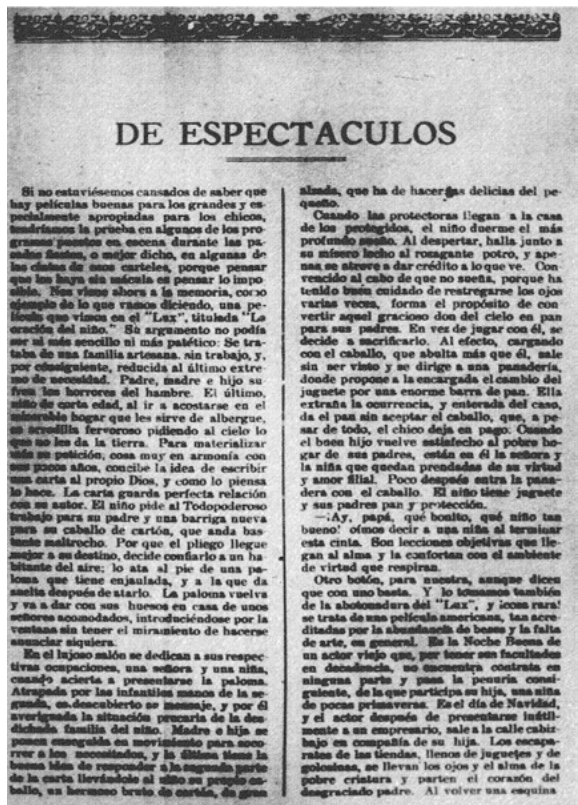 DE ESPECTACULOS
Si no estuviésemos cansados de saber que
hay películas buenas para los grandes y es-
pecialmente apropiadas para los chicos,
tendríamos la prueba en algunos de los pro-
gramas puestos en escena durante las pa-
sadas fiestas, o mejor dicho, en algunas de
las cintas de esos carteles, porque pensar
que los haya sin mácula es pensar lo impo-
sible. Nos viene ahora a la memoria, como
ejemplo de lo que vamos diciendo, una pe-
lícula que vimos en el "Lux", titulada "La
oración del niño." Su argumento no podía
ser ni más sencillo ni más patético: Se tra-
taba de una familia artesana, sin trabajo, y,
por consiguiente, reducida al último extre-
mo de necesidad. Padre, madre e hijo su-
fren los horrores del hambre. El último,
niño de corta edad, al ir a acostarse en el
miserable hogar que les sirve de albergue,
se arrodilla fervoroso pidiendo al cielo lo
que no les da la tierra. Para materializar
más su petición, cosa muy en armonía con
sus pocos años, concibe la idea de escribir
una carta al propio Dios, y como lo piensa
lo hace. La carta guarda perfecta relación
con su autor. El niño pide al Todopoderoso
trabajo para su padre y una barriga nueva
para su caballo de cartón, que anda bas-
tante maltrecho. Por que el pliego llegue
mejor a su destino, decide confiarlo a un ha-
bitante del aire; lo ata al pie de una pa-
loma que tiene enjaulada, y a la que da
suelta después de atarlo. La paloma vuelva
y va a dar con sus huesos en casa de unos
señores acomodados, introduciéndose por la
ventana sin tener el miramiento de hacerse
anunciar siquiera.
En el lujoso salón se dedican a sus respec-
tivas ocupaciones, una señora y una niña,
cuando acierta a presentarse la paloma.
Atrapada por las infantiles manos de la se-
gunda, es descubierto su mensaje, y por él
averiguada la situación precaria de la des-
dichada familia del niño. Madre e hija se
ponen enseguida en movimiento para soco-
rrer a los necesitados, y la última tiene la
buena idea de responder a la segunda parte
de la carta llevándole al niño su propio ca-
ballo, un hermoso bruto de cartón, de gran
alzada, que ha de hacer las delicias del pe-
queño.
Cuando las protectoras llegan a la casa
de los protegidos, el niño duerme el más
profundo sueño. Al despertar, halla junto a
su mísero lecho al rozagante potro, y ape-
nas se atreve a dar crédito a lo que ve. Con-
vencido al cabo de que no sueña, porque ha
tenido buen cuidado de restregarse los ojos
varias veces, forma el propósito de con-
vertir aquel gracioso don del cielo en pan
para sus padres. En vez de jugar con él, se
decide a sacrificarlo. Al efecto, cargando
con el caballo, que abulta más que él, sale
sin ser visto y se dirige a una panadería,
donde propone a la encargada el cambio del
juguete por una enorme barra de pan. Ella
extraña la ocurrencia, y enterada del caso,
da el pan sin aceptar el caballo, que, a pe-
sar de todo, el chico deja en pago. Cuando
el buen hijo vuelve satisfecho al pobre ho-
gar de sus padres, están en él la señora y
la niña que quedan prendadas de su virtud
y amor filial. Poco después entra la pana-
dera con el caballo. El niño tiene juguete
y sus padres pan y protección.
—¡Ay, papá, qué bonito, qué niño tan
bueno! oímos decir a una niña al terminar
esta cinta. Son lecciones objetivas que lle-
gan al alma y la confortan con el ambiente
de virtud que respiran.
Otro botón, para muestra, aunque dicen
que con uno basta. Y lo tomamos también
de la abotonadura del "Lux", y ¡cosa rara!
se trata de una película americana, tan acre-
ditadas por la abundancia de besos y la falta
de arte, en general. Es la Noche Buena de
un actor viejo que, por tener sus facultades
en decadencia, no encuentra contrata en
ninguna parte y pasa la penuria consi-
guiente, de la que participa su hija, una niña
de pocas primaveras. Es el día de Navidad,
y el actor después de presentarse inútil-
mente a un empresario, sale a la calle cabiz-
bajo en compañía de su hija. Los escapa-
rates de las tiendas, llenos de juguetes y de
golosinas, se llevan los ojos y el alma de la
pobre criatura y parten el corazón del
desgraciado padre. Al volver una esquina